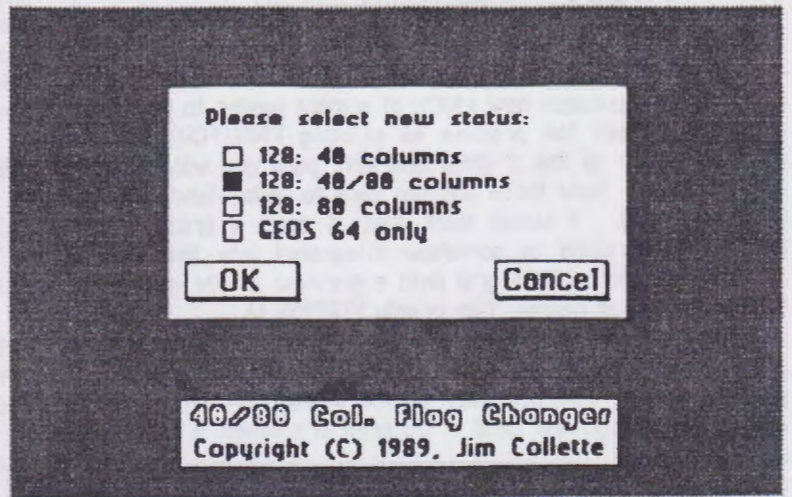 Please select new status:
128: 40 columns
128: 40/80 columns
128: 80 columns
GEOS 64 only
OK
Cancel
40/80 Col. Flag Changer
Copyright (C) 1989, Jim Collette